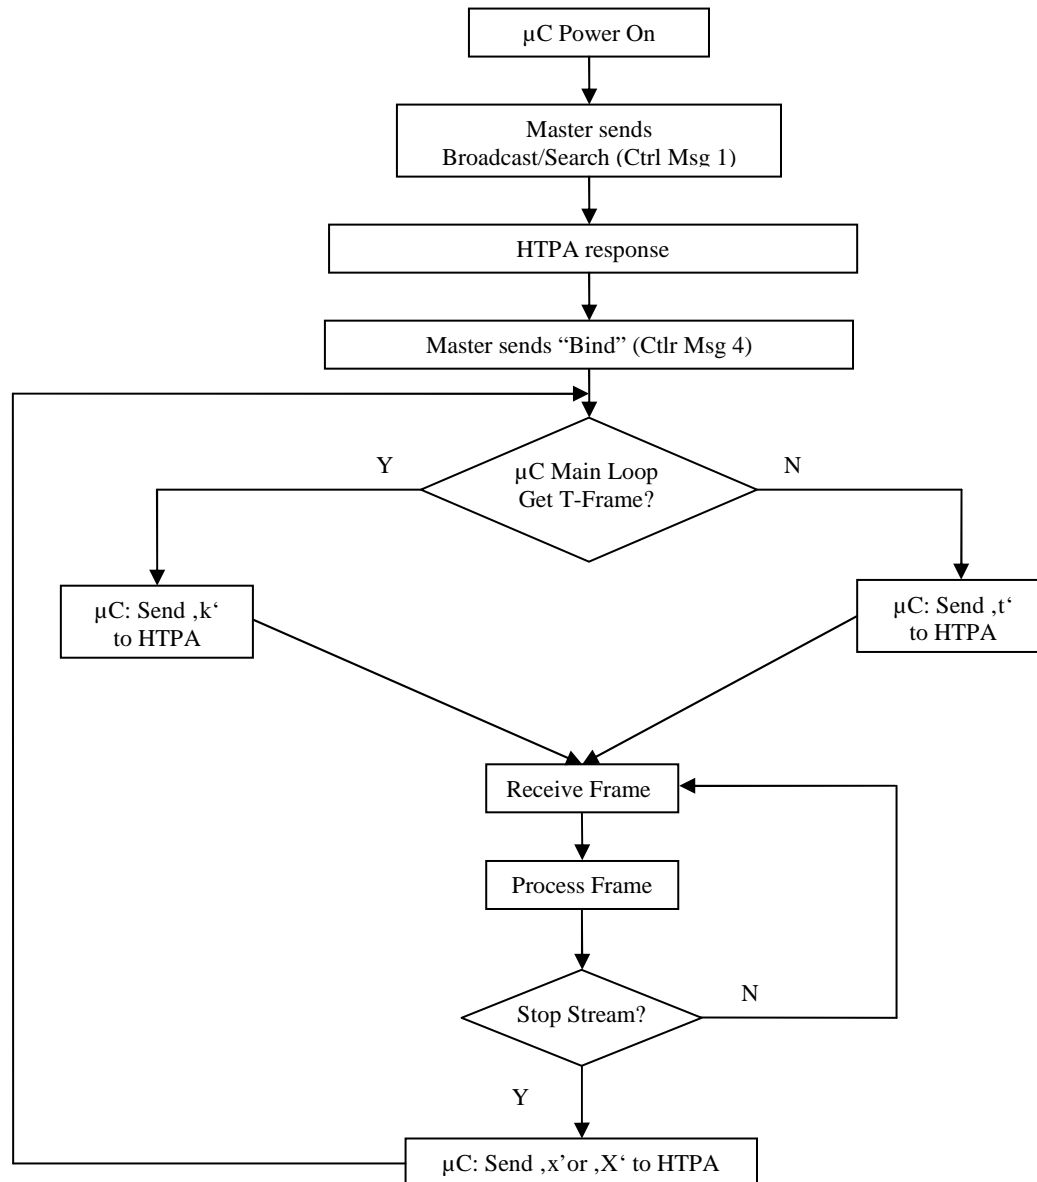 µC Power On
Master sends
Broadcast/Search (Ctrl Msg 1)
HTPA response
Master sends “Bind” (Ctlr Msg 4)
Y
µC Main Loop
Get T-Frame?
N
µC: Send ‚k‘
to HTPA
µC: Send ‚t‘
to HTPA
Receive Frame
Process Frame
Stop Stream?
N
Y
µC: Send ‚x’or ‚X‘ to HTPA